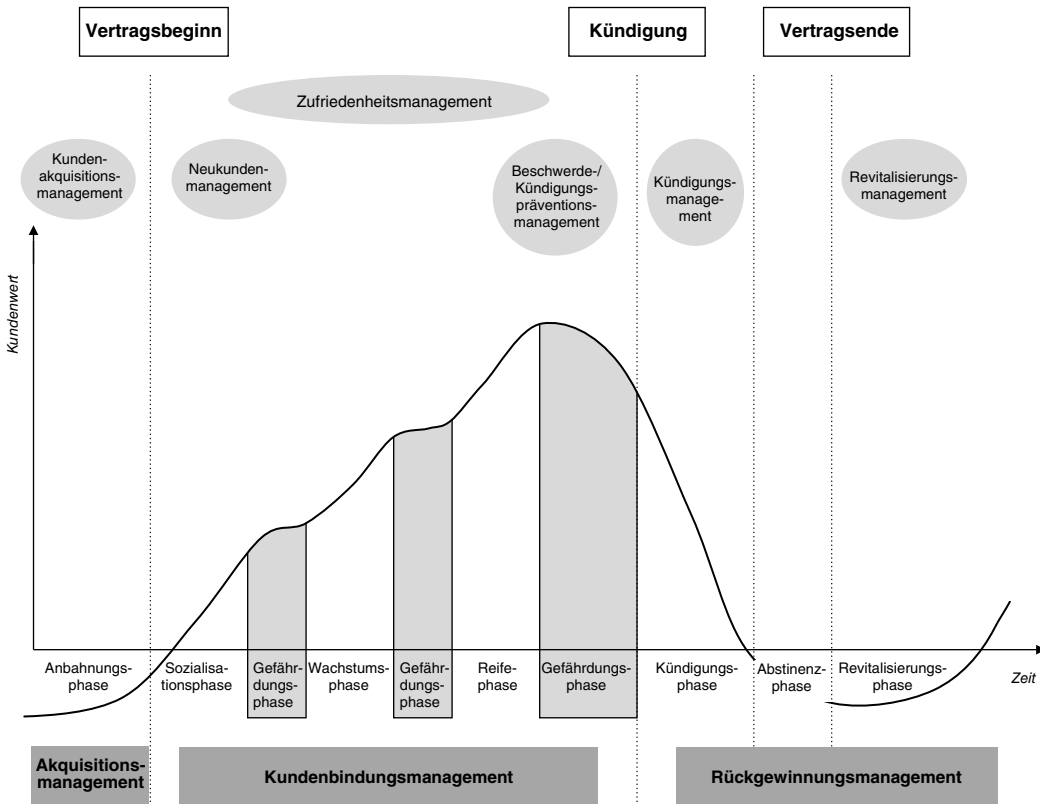 Vertragsbeginn
Kündigung
Vertragsende
Zufriedenheitsmanagement
Kunden-
akquisitions-
management
Neukunden-
management
Beschwerde-/
Kündigungs-
präventions-
management
Kündigungs-
manage-
ment
Revitalisierungs-
management
Kundenwert
Anbahnungs-
phase
Sozialisa-
tionsphase
Gefähr-
dungs-
phase
Wachstums-
phase
Gefähr-
dungs-
phase
Reife-
phase
Gefährdungs-
phase
Kündigungs-
phase
Abstinenz-
phase
Revitalisierungs-
phase
Zeit
Akquisitions-
management
Kundenbindungsmanagement
Rückgewinnungsmanagement